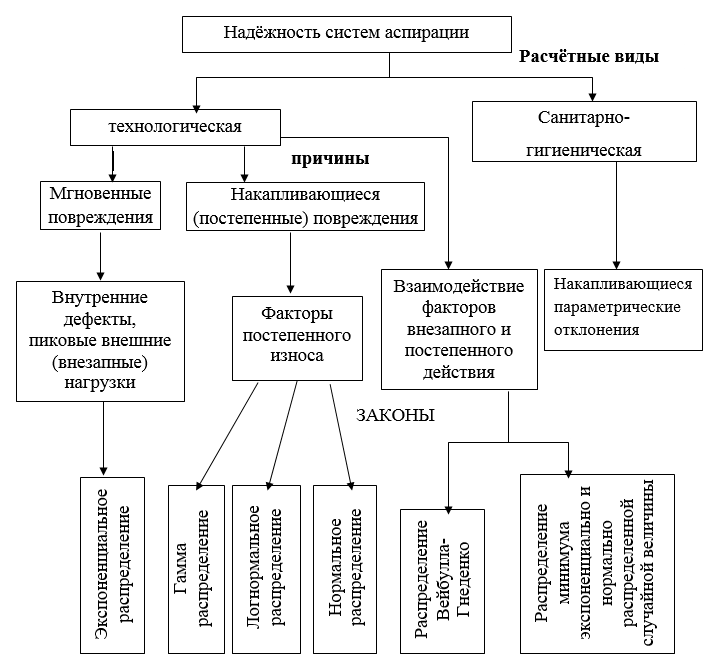 Надёжность систем аспирации
Расчётные виды
технологическая
Санитарно-
гигиеническая
причины
Мгновенные
повреждения
Накапливающиеся
(постепенные) повреждения
Внутренние
дефекты,
пиковые внешние
(внезапные)
нагрузки
Факторы
постепенного
износа
Взаимодействие
факторов
внезапного и
постепенного
действия
Накапливающиеся
параметрические
отклонения
ЗАКОНЫ
Экспоненциальное
распределение
Гамма
распределение
Логнормальное
распределение
Нормальное
распределение
Распределение
Вейбулла-
Гнеденко
Распределение
минимума
экспоненциально и
нормально
распределенной
случайной величины